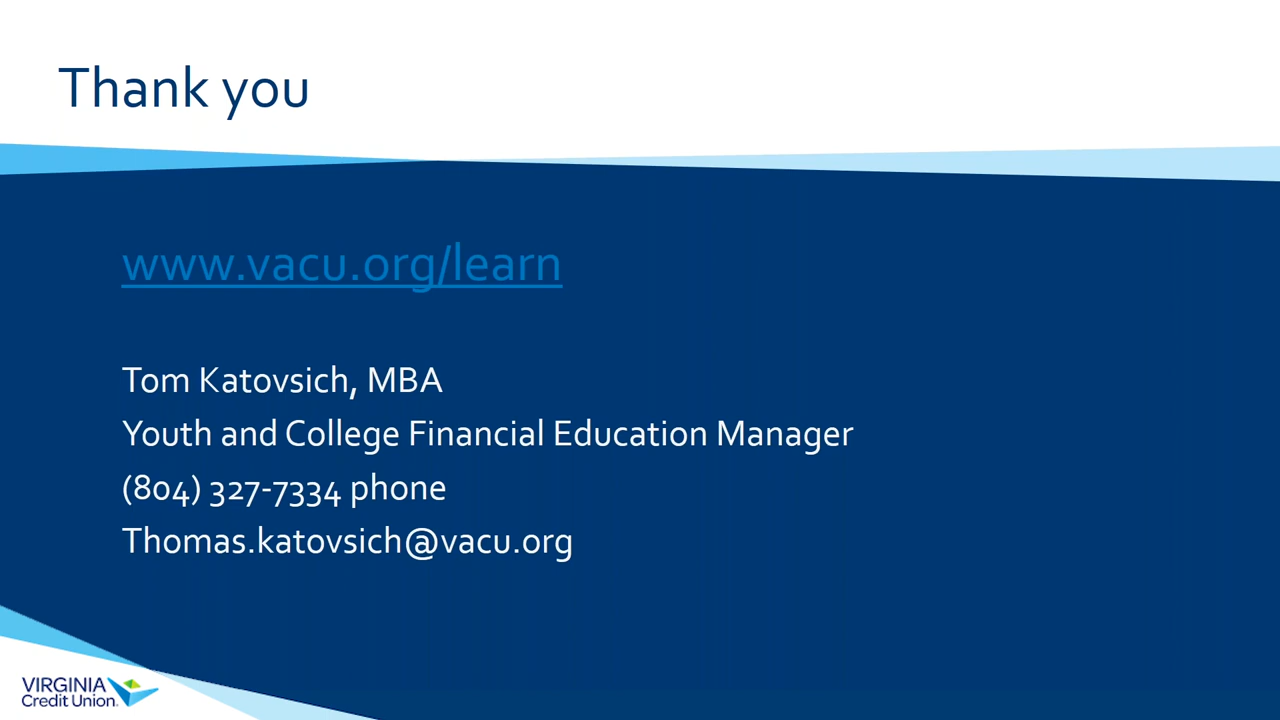 Thank you
www.vacu.org/learn
Tom Katovsich, MBA
Youth and College Financial Education Manager
(804) 327-7334 phone
Thomas.katovsich@vacu.org
VIRGINIA
Credit Union